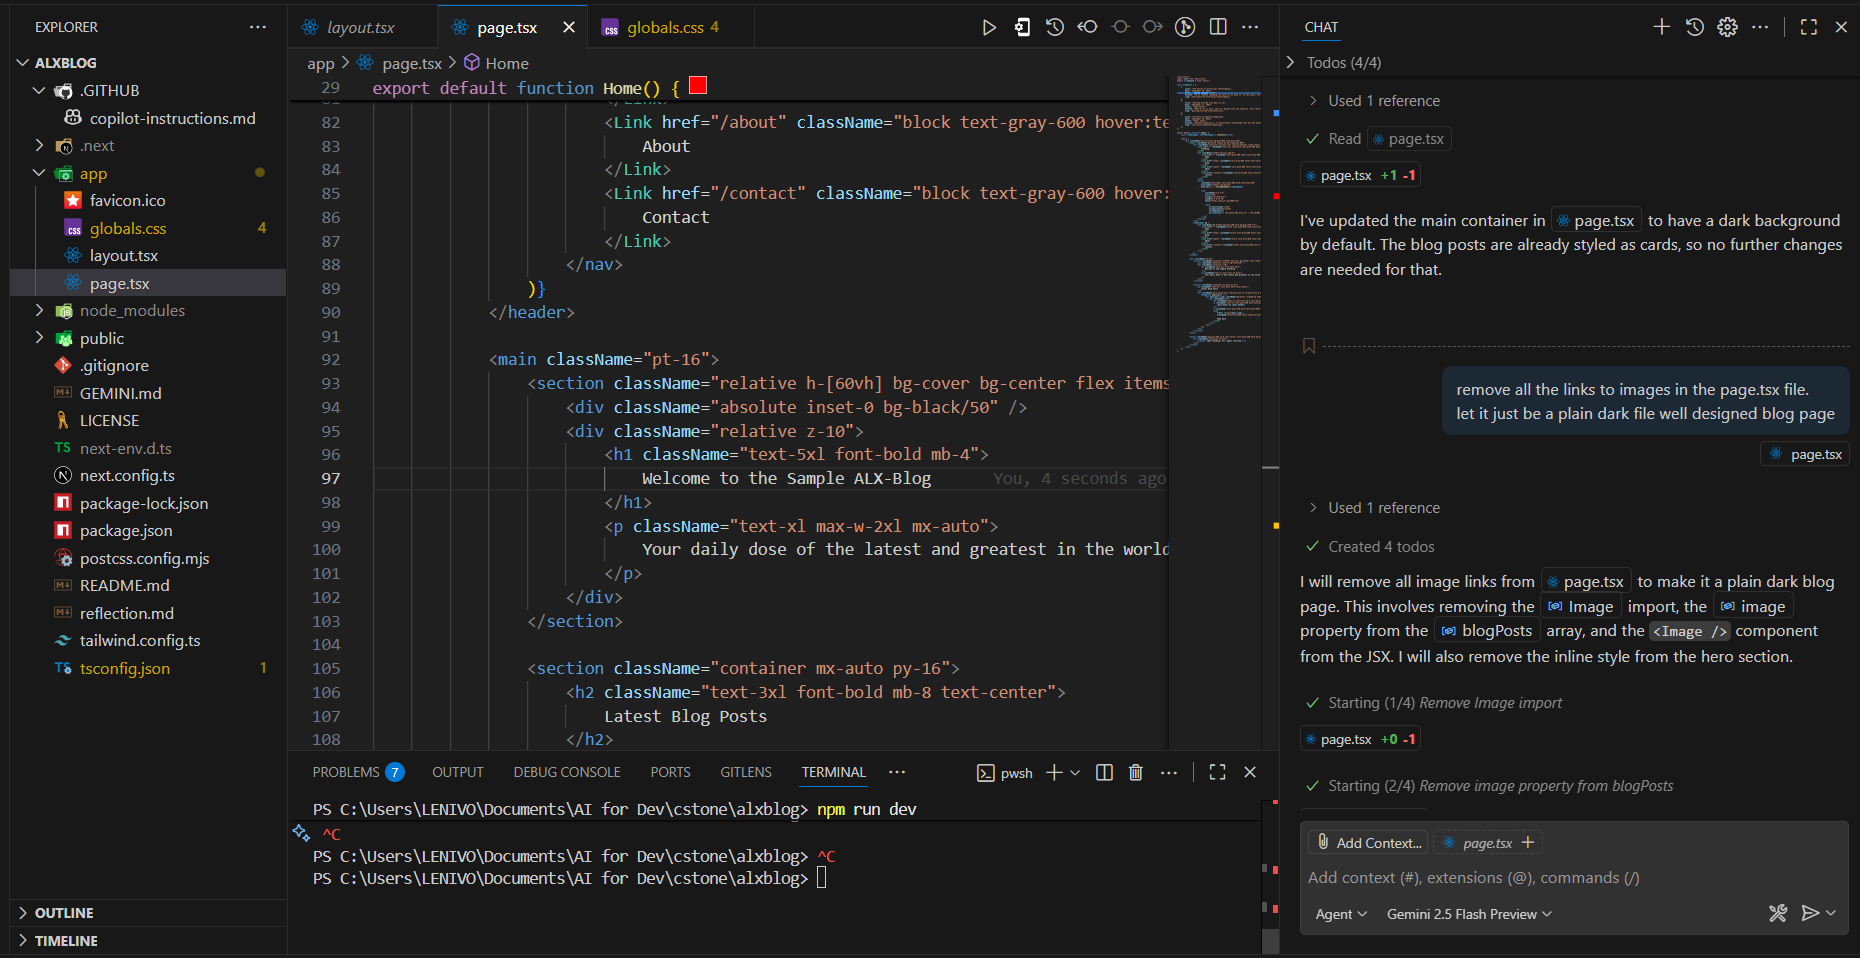 EXPLORER
ALXBLOG
.GITHUB
copilot-instructions.md
.next
app
favicon.ico
globals.css 4
layout.tsx
page.tsx
node_modules
public
.gitignore
GEMINI.md
LICENSE
next-env.d.ts
next.config.ts
package-lock.json
package.json
postcss.config.mjs
README.md
reflection.md
tailwind.config.ts
tsconfig.json 1
OUTLINE
TIMELINE
layout.tsx page.tsx globals.css 4
app > page.tsx > Home
29 export default function Home() {
82 <Link href="/about" className="block text-gray-600 hover:te
83 About
84 </Link>
85 <Link href="/contact" className="block text-gray-600 hover:
86 Contact
87 </Link>
88 </nav>
89 )}
90 </header>
91
92 <main className="pt-16">
93 <section className="relative h-[60vh] bg-cover bg-center flex items
94 <div className="absolute inset-0 bg-black/50" />
95 <div className="relative z-10">
96 <h1 className="text-5xl font-bold mb-4">
97 Welcome to the Sample ALX-Blog You, 4 seconds ago
98 </h1>
99 <p className="text-xl max-w-2xl mx-auto">
100 Your daily dose of the latest and greatest in the world
101 </p>
102 </div>
103 </section>
104
105 <section className="container mx-auto py-16">
106 <h2 className="text-3xl font-bold mb-8 text-center">
107 Latest Blog Posts
108 </h2>
PROBLEMS 7 OUTPUT DEBUG CONSOLE PORTS GITLENS TERMINAL pwsh
PS C:\Users\LENIVO\Documents\AI for Dev\cstone\alxblog> npm run dev
^C
PS C:\Users\LENIVO\Documents\AI for Dev\cstone\alxblog> ^C
PS C:\Users\LENIVO\Documents\AI for Dev\cstone\alxblog>
CHAT
Todos (4/4)
Used 1 reference
Read page.tsx
page.tsx +1 -1
I've updated the main container in page.tsx to have a dark background
by default. The blog posts are already styled as cards, so no further changes
are needed for that.
remove all the links to images in the page.tsx file.
let it just be a plain dark file well designed blog page
page.tsx
Used 1 reference
Created 4 todos
I will remove all image links from page.tsx to make it a plain dark blog
page. This involves removing the Image import, the image
property from the blogPosts array, and the <Image /> component
from the JSX. I will also remove the inline style from the hero section.
Starting (1/4) Remove Image import
page.tsx +0 -1
Starting (2/4) Remove image property from blogPosts
Add Context... page.tsx +
Add context (#), extensions (@), commands (/)
Agent Gemini 2.5 Flash Preview